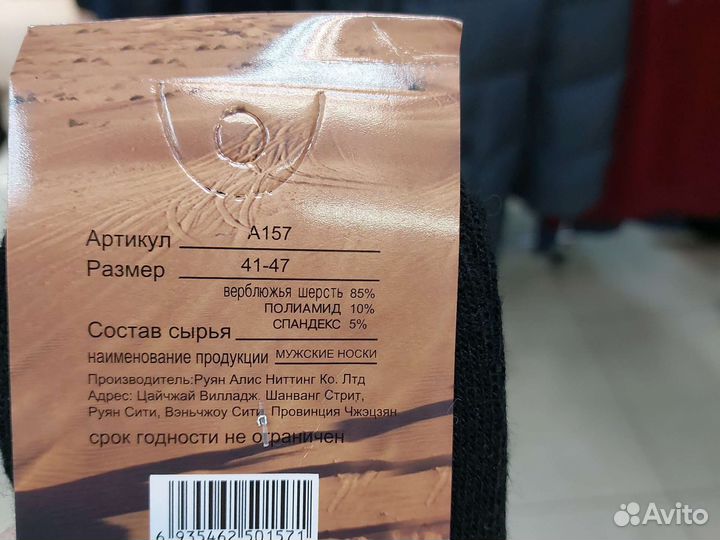 Артикул A157
Размер 41-47
верблюжья шерсть 85%
ПОЛИАМИД 10%
Состав сырья СПАНДЕКС 5%
наименование продукции МУЖСКИЕ НОСКИ
Производитель:Руян Алис Ниттинг Ко. Лтд
Адрес: Цайчжай Вилладж. Шанванг Стрит,
Руян Сити, Вэньчжоу Сити, Провинция Чжэцзян
срок годности не ограничен
6 935462 501571
Avito